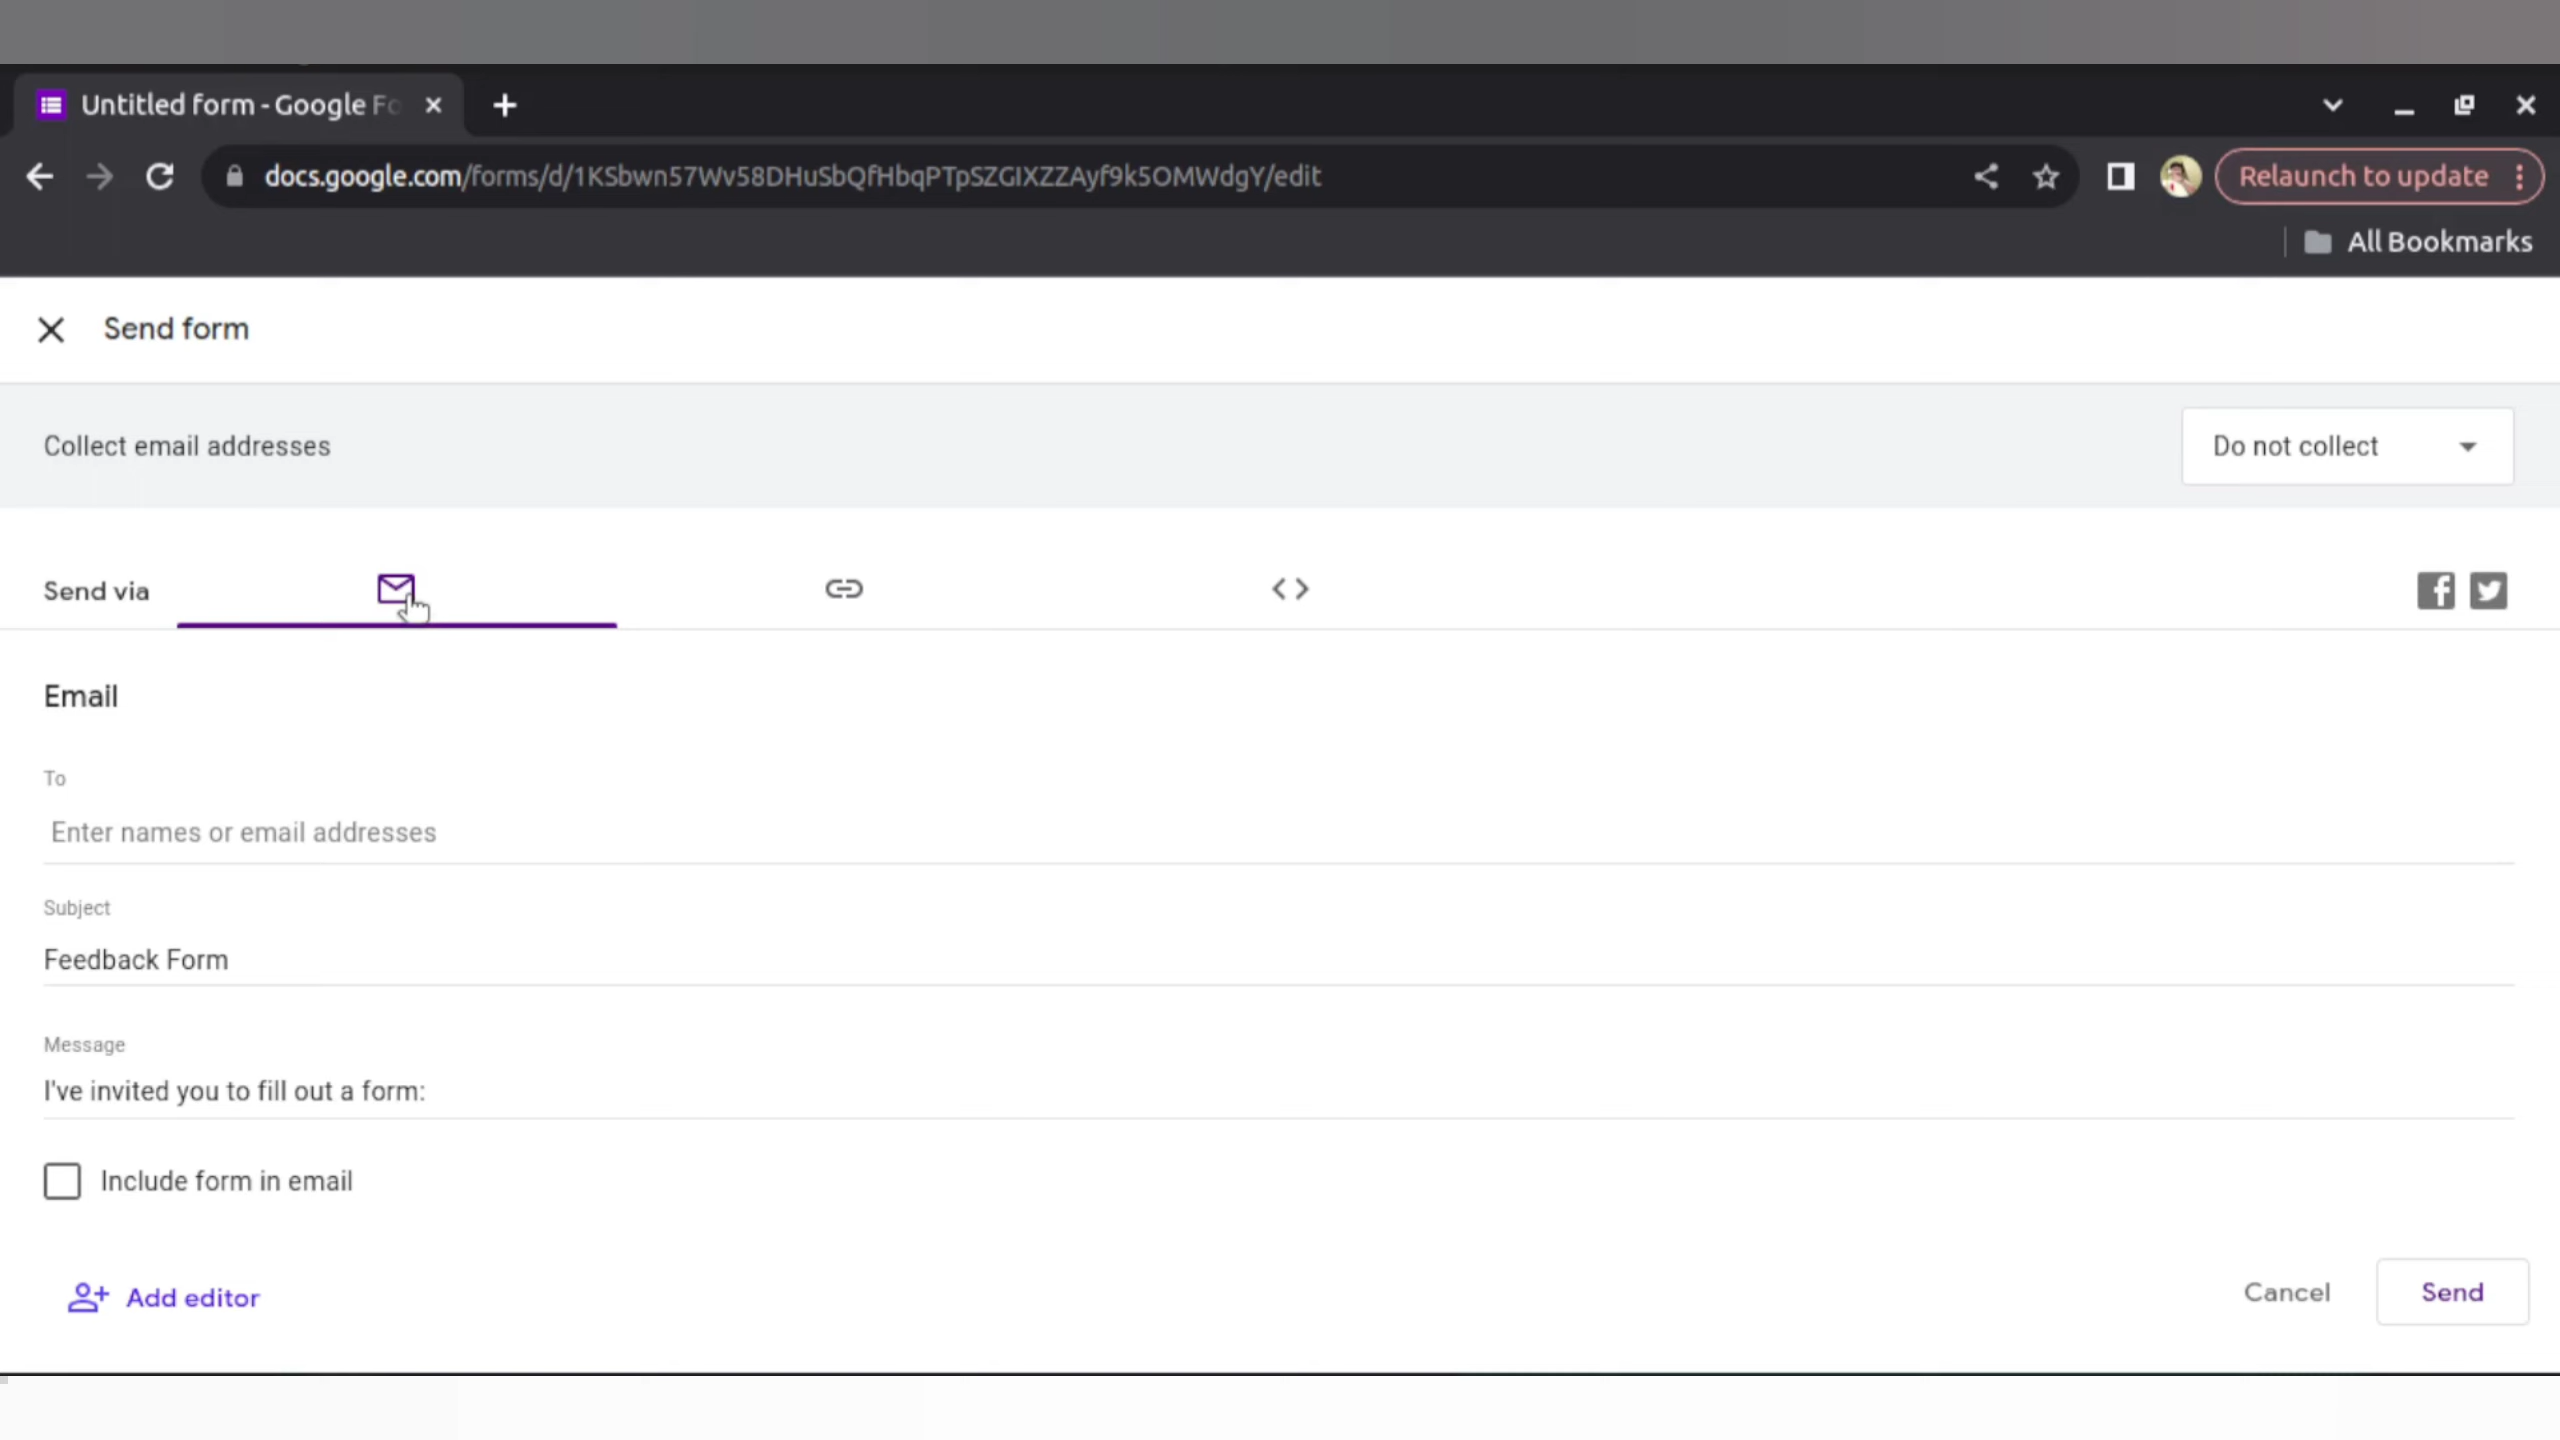 Untitled form - Google Fo
docs.google.com/forms/d/1KSbwn57Wv58DHuSbQfHbqPTpSZGIXZZAyf9k5OMWdgY/edit
Relaunch to update
All Bookmarks
Send form
Collect email addresses
Do not collect
Send via
Email
To
Enter names or email addresses
Subject
Feedback Form
Message
I've invited you to fill out a form:
Include form in email
Add editor
Cancel
Send